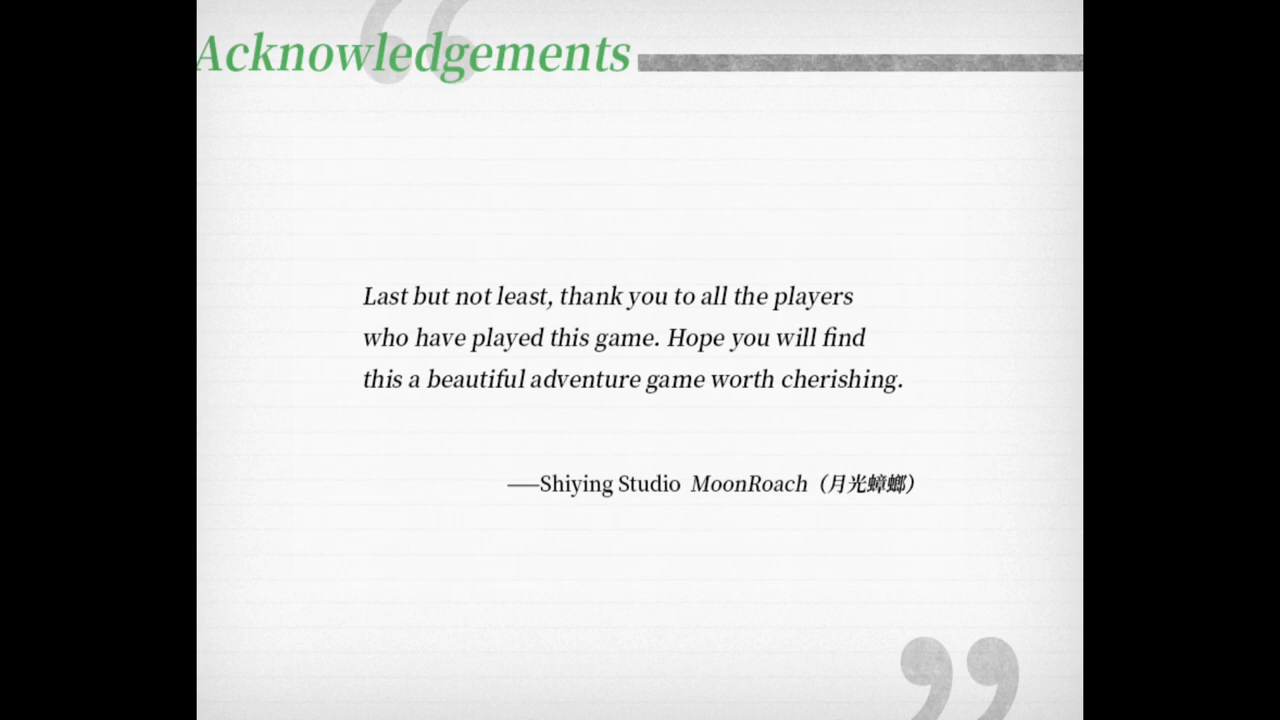 Acknowledgements
Last but not least, thank you to all the players
who have played this game. Hope you will find
this a beautiful adventure game worth cherishing.
——Shiying Studio MoonRoach（月光蟑螂）